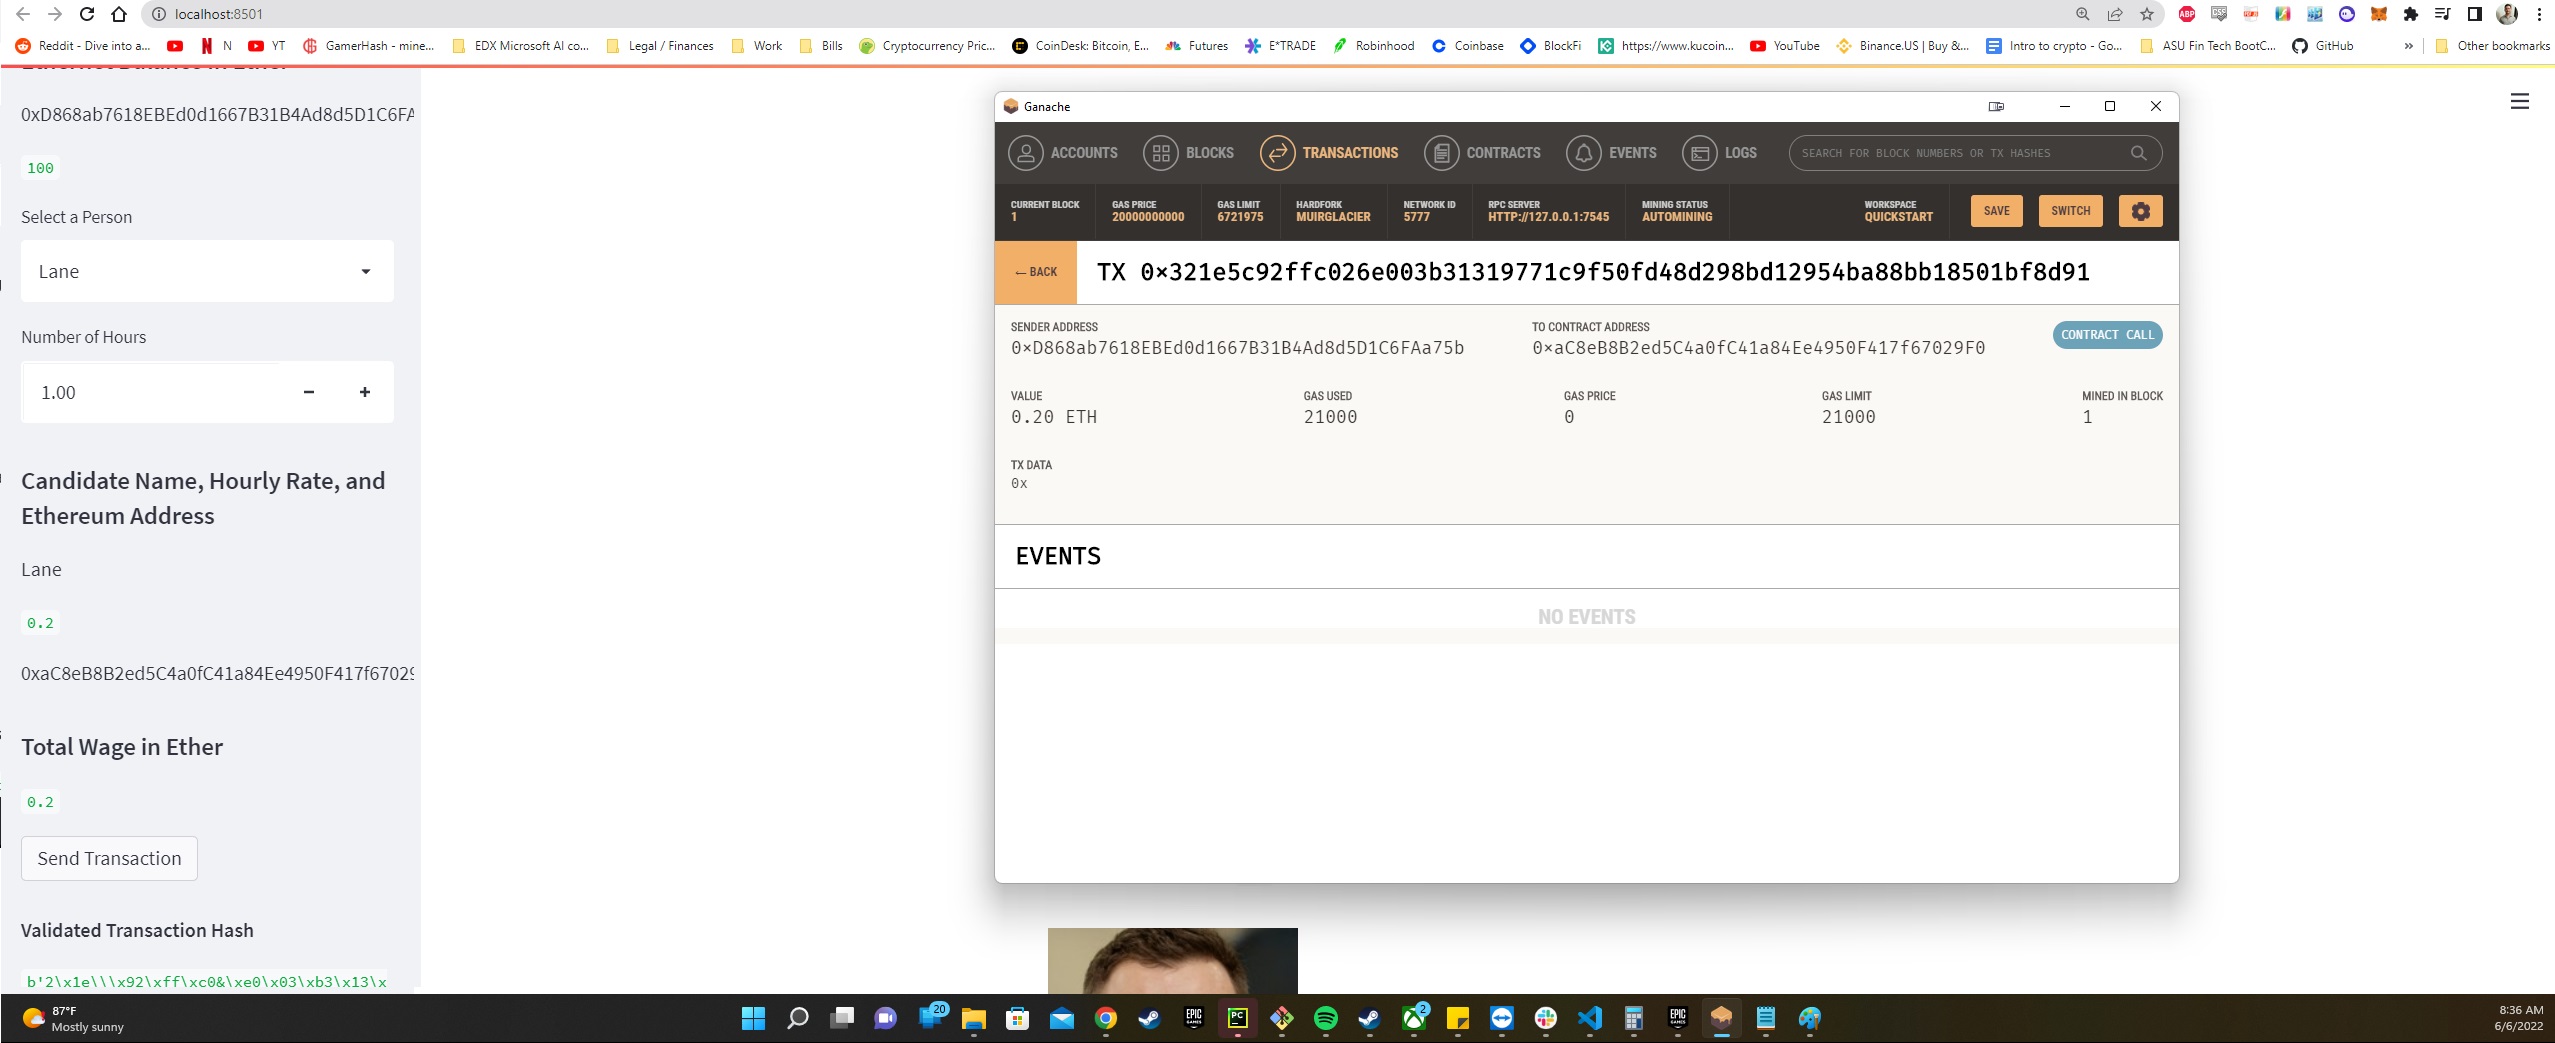 localhost:8501
Reddit - Dive into a... N YT GamerHash - mine... EDX Microsoft AI co... Legal / Finances Work Bills Cryptocurrency Pric... CoinDesk: Bitcoin, E... Futures E*TRADE Robinhood Coinbase BlockFi https://www.kucoin... YouTube Binance.US | Buy &... Intro to crypto - Go... ASU Fin Tech BootC... GitHub » Other bookmarks
0xD868ab7618EBEd0d1667B31B4Ad8d5D1C6FA
100
Select a Person
Lane
Number of Hours
1.00
Candidate Name, Hourly Rate, and
Ethereum Address
Lane
0.2
0xaC8eB8B2ed5C4a0fC41a84Ee4950F417f67029
Total Wage in Ether
0.2
Send Transaction
Validated Transaction Hash
b'2\x1e\\\x92\xff\xc0&\xe0\x03\xb3\x13\x
Ganache
ACCOUNTS BLOCKS TRANSACTIONS CONTRACTS EVENTS LOGS SEARCH FOR BLOCK NUMBERS OR TX HASHES
CURRENT BLOCK GAS PRICE GAS LIMIT HARDFORK NETWORK ID RPC SERVER MINING STATUS WORKSPACE
1 20000000000 6721975 MUIRGLACIER 5777 HTTP://127.0.0.1:7545 AUTOMINING QUICKSTART SAVE SWITCH
← BACK TX 0×321e5c92ffc026e003b31319771c9f50fd48d298bd12954ba88bb18501bf8d91
SENDER ADDRESS TO CONTRACT ADDRESS
0×D868ab7618EBEd0d1667B31B4Ad8d5D1C6FAa75b 0×aC8eB8B2ed5C4a0fC41a84Ee4950F417f67029F0 CONTRACT CALL
VALUE GAS USED GAS PRICE GAS LIMIT MINED IN BLOCK
0.20 ETH 21000 0 21000 1
TX DATA
0x
EVENTS
NO EVENTS
87°F
Mostly sunny
20
2
8:36 AM
6/6/2022